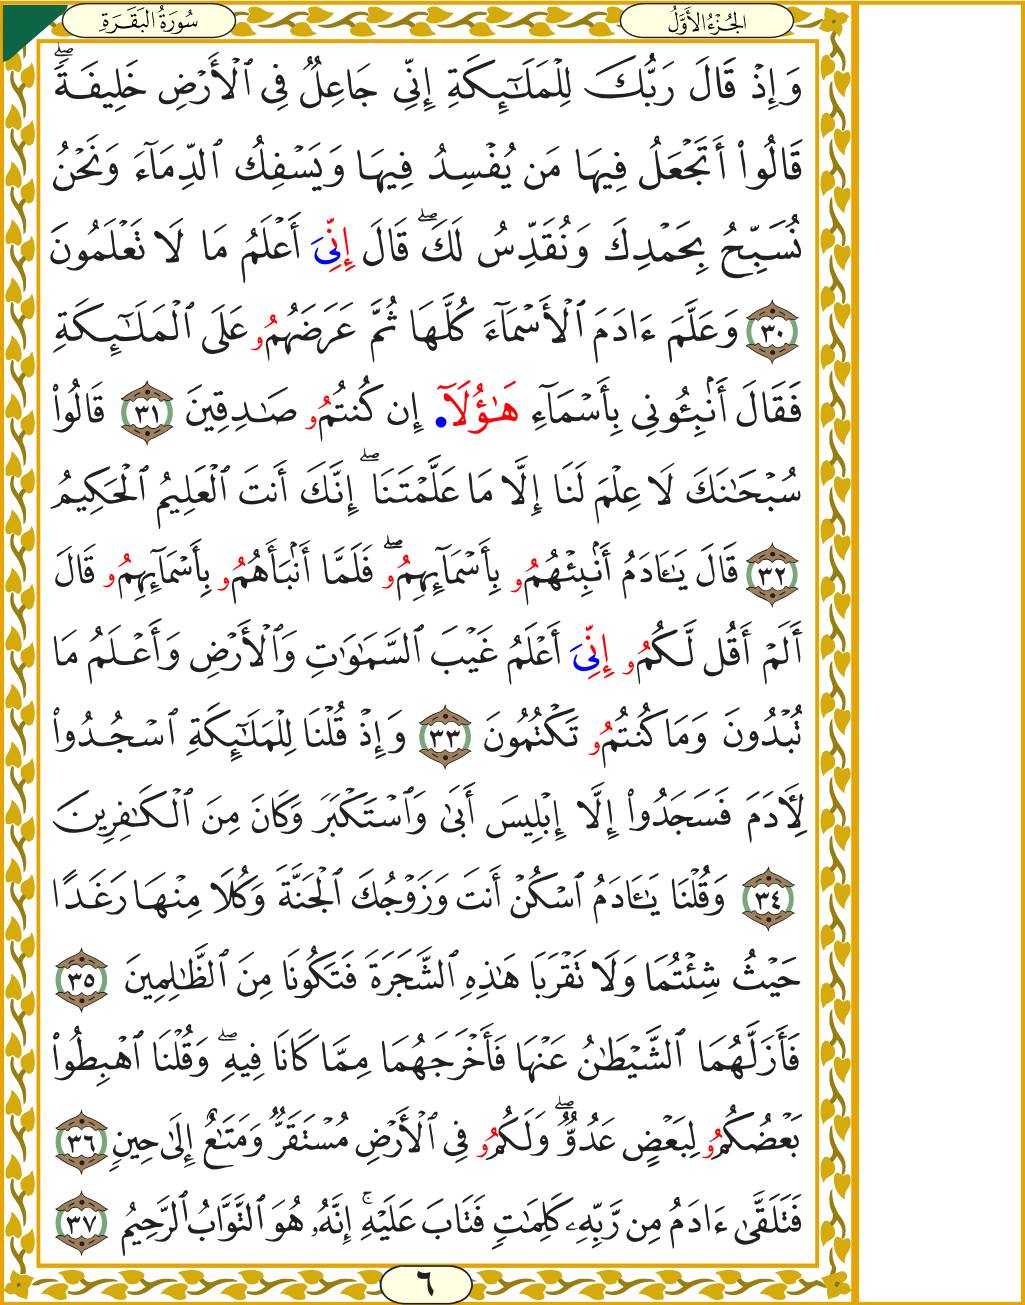 سُورَةُ البَقَرَةِ
الجُزْءُ الأَوَّلُ
وَإِذْ قَالَ رَبُّكَ لِلْمَلَـٰٓئِكَةِ إِنِّى جَاعِلٌ فِى ٱلْأَرْضِ خَلِيفَةً ۖ
قَالُوا۟ أَتَجْعَلُ فِيهَا مَن يُفْسِدُ فِيهَا وَيَسْفِكُ ٱلدِّمَآءَ وَنَحْنُ
نُسَبِّحُ بِحَمْدِكَ وَنُقَدِّسُ لَكَ ۖ قَالَ إِنِّىَ أَعْلَمُ مَا لَا تَعْلَمُونَ
٣٠ وَعَلَّمَ ءَادَمَ ٱلْأَسْمَآءَ كُلَّهَا ثُمَّ عَرَضَهُمُو عَلَى ٱلْمَلَـٰٓئِكَةِ
فَقَالَ أَنۢبِـُٔونِى بِأَسْمَآءِ هَـٰٓؤُلَآ إِن كُنتُمُو صَـٰدِقِينَ ٣١ قَالُوا۟
سُبْحَـٰنَكَ لَا عِلْمَ لَنَآ إِلَّا مَا عَلَّمْتَنَآ ۖ إِنَّكَ أَنتَ ٱلْعَلِيمُ ٱلْحَكِيمُ
٣٢ قَالَ يَـٰٓـَٔادَمُ أَنۢبِئْهُمُو بِأَسْمَآئِهِمُو ۖ فَلَمَّآ أَنۢبَأَهُمُو بِأَسْمَآئِهِمُو قَالَ
أَلَمْ أَقُل لَّكُمُو إِنِّىَ أَعْلَمُ غَيْبَ ٱلسَّمَـٰوَٰتِ وَٱلْأَرْضِ وَأَعْلَمُ مَا
تُبْدُونَ وَمَا كُنتُمُو تَكْتُمُونَ ٣٣ وَإِذْ قُلْنَا لِلْمَلَـٰٓئِكَةِ ٱسْجُدُوا۟
لِـَٔادَمَ فَسَجَدُوٓا۟ إِلَّآ إِبْلِيسَ أَبَىٰ وَٱسْتَكْبَرَ وَكَانَ مِنَ ٱلْكَـٰفِرِينَ
٣٤ وَقُلْنَا يَـٰٓـَٔادَمُ ٱسْكُنْ أَنتَ وَزَوْجُكَ ٱلْجَنَّةَ وَكُلَا مِنْهَا رَغَدًا
حَيْثُ شِئْتُمَا وَلَا تَقْرَبَا هَـٰذِهِ ٱلشَّجَرَةَ فَتَكُونَا مِنَ ٱلظَّـٰلِمِينَ ٣٥
فَأَزَلَّهُمَا ٱلشَّيْطَـٰنُ عَنْهَا فَأَخْرَجَهُمَا مِمَّا كَانَا فِيهِ ۖ وَقُلْنَا ٱهْبِطُوا۟
بَعْضُكُمُو لِبَعْضٍ عَدُوٌّ ۖ وَلَكُمُو فِى ٱلْأَرْضِ مُسْتَقَرٌّ وَمَتَـٰعٌ إِلَىٰ حِينٍ ٣٦
فَتَلَقَّىٰٓ ءَادَمُ مِن رَّبِّهِۦ كَلِمَـٰتٍ فَتَابَ عَلَيْهِ ۚ إِنَّهُۥ هُوَ ٱلتَّوَّابُ ٱلرَّحِيمُ ٣٧
٦